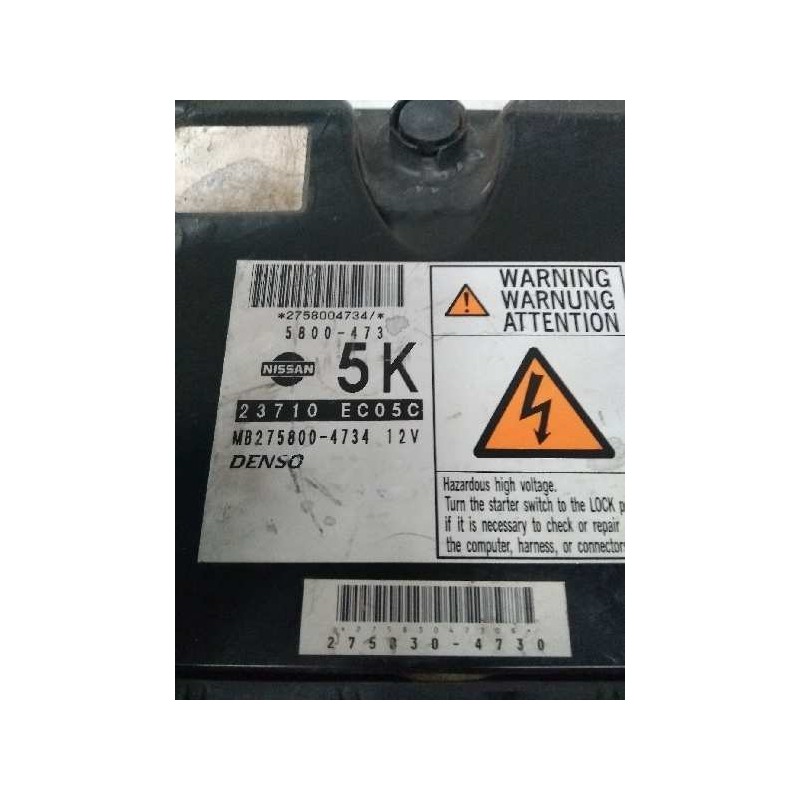 *2758004734/*
5800-473
NISSAN
5K
23710 EC05C
MB275800-4734 12V
DENSO
WARNING
WARNUNG
ATTENTION
Hazardous high voltage.
Turn the starter switch to the LOCK p
if it is necessary to check or repair
the computer, harness, or connectors
275830-4730